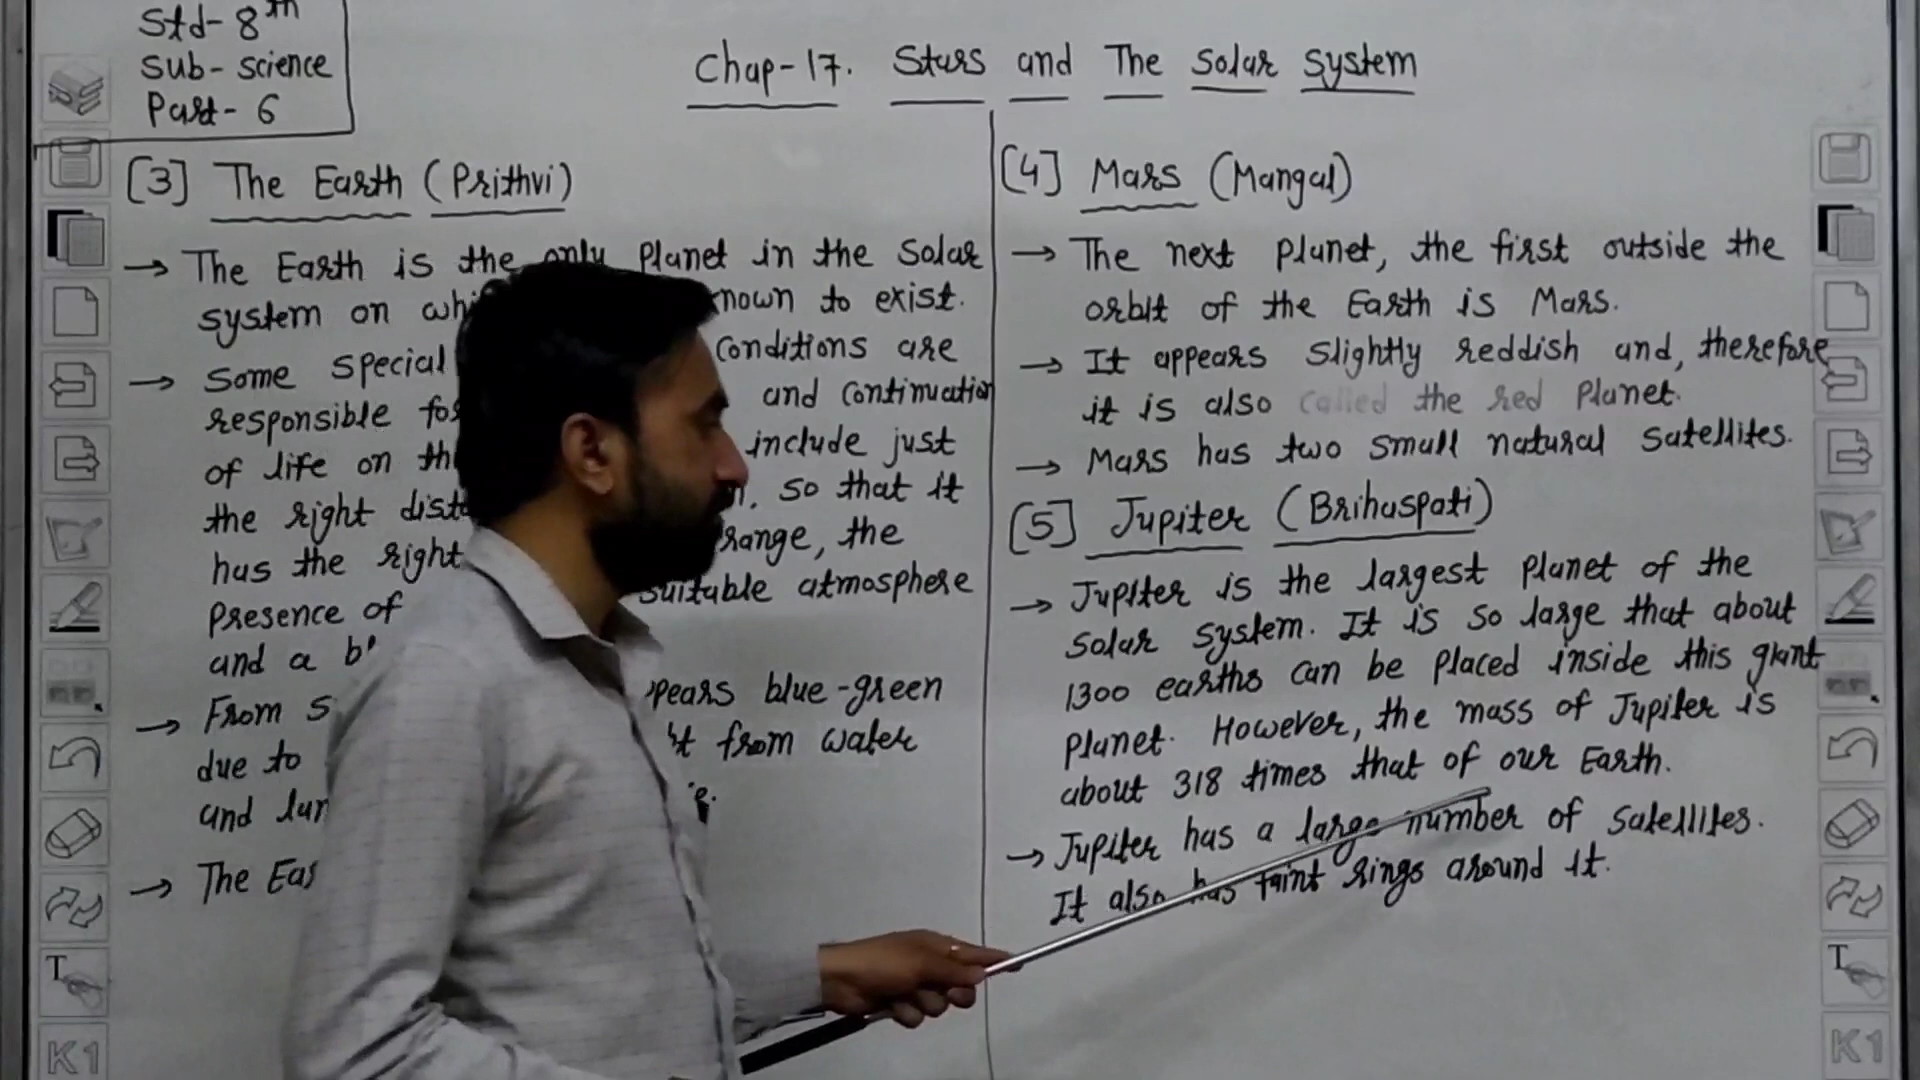 Std- 8th
Sub- science
Part- 6
Chap-17. Stars and The Solar System
[3] The Earth (Prithvi)
→ The Earth is the only Planet in the Solar
system on whi known to exist.
→ Some special conditions are
responsible for and continuation
of life on th include just
the right dist so that it
has the right range, the
Presence of suitable atmosphere
and a b
→ From s pears blue-green
due to from water
and lan
→ The Ear
[4] Mars (Mangal)
→ The next Planet, the first outside the
orbit of the Earth is Mars.
→ It appears slightly reddish and, therefore
it is also called the red Planet.
→ Mars has two small natural Satellites.
[5] Jupiter (Brihaspati)
→ Jupiter is the largest planet of the
solar system. It is so large that about
1300 earths can be placed inside this giant
planet. However, the mass of Jupiter is
about 318 times that of our Earth.
→ Jupiter has a large number of Satellites.
It also has faint rings around it.
T
K1
T
K1